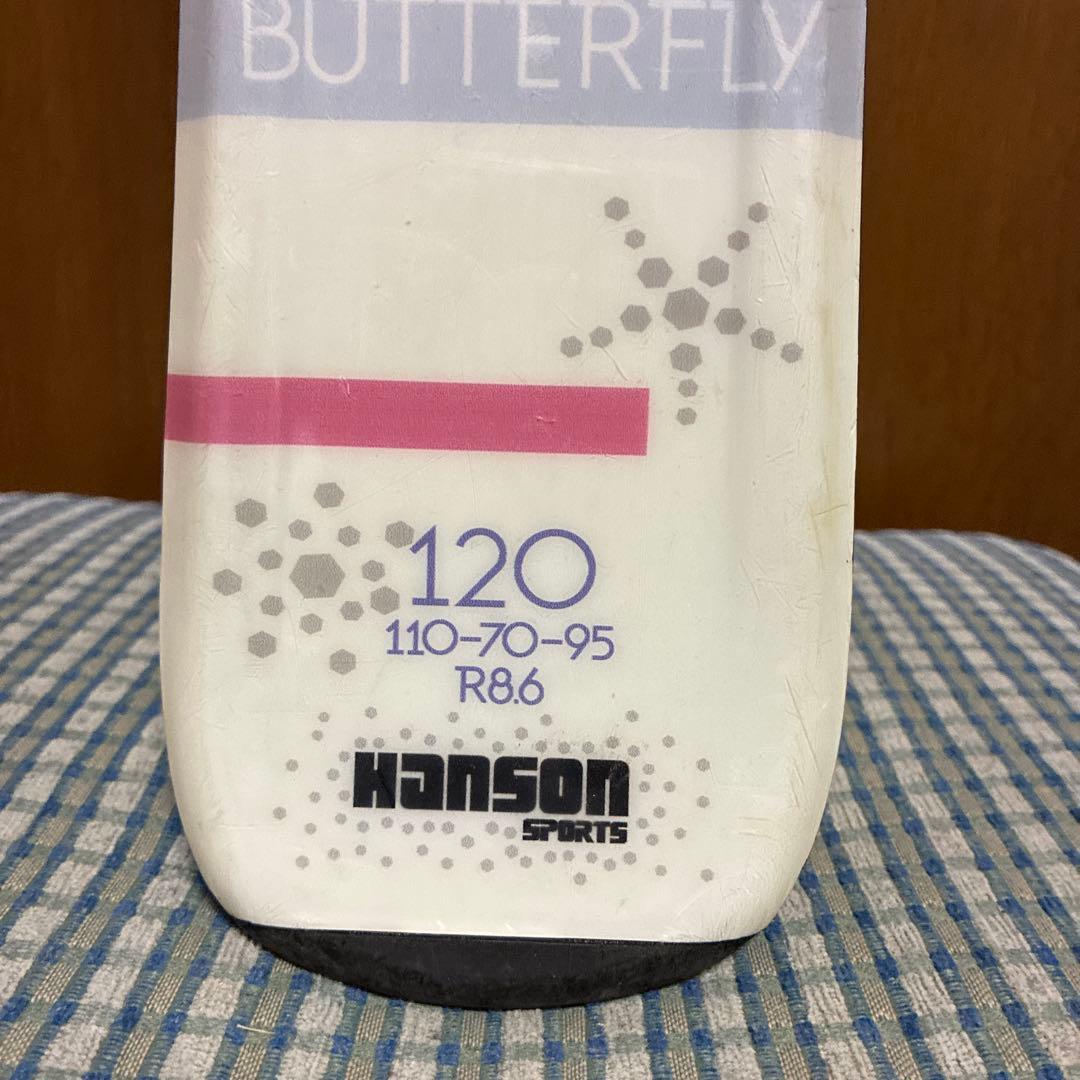 BUTTERFLY
120
110-70-95
R8.6
HANSON
SPORTS